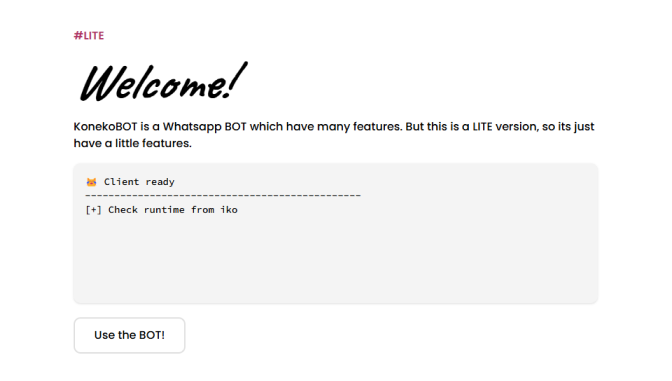 #LITE
Welcome!
KonekoBOT is a Whatsapp BOT which have many features. But this is a LITE version, so its just
have a little features.
🐱 Client ready
-----------------------------------------------
[+] Check runtime from iko
Use the BOT!